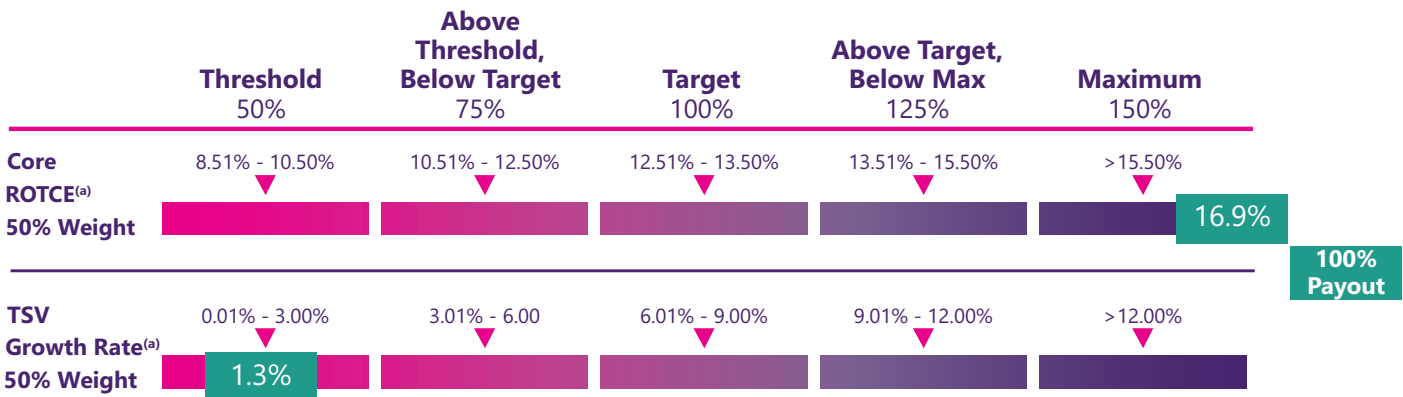 Above
Threshold,
Below Target
Above Target,
Below Max
Threshold
Target
Maximum
50%
75%
100%
125%
150%
Core
ROTCE(a)
50% Weight
8.51% - 10.50%
10.51% - 12.50%
12.51% - 13.50%
13.51% - 15.50%
>15.50%
16.9%
100%
Payout
TSV
Growth Rate(a)
50% Weight
0.01% - 3.00%
3.01% - 6.00
6.01% - 9.00%
9.01% - 12.00%
>12.00%
1.3%